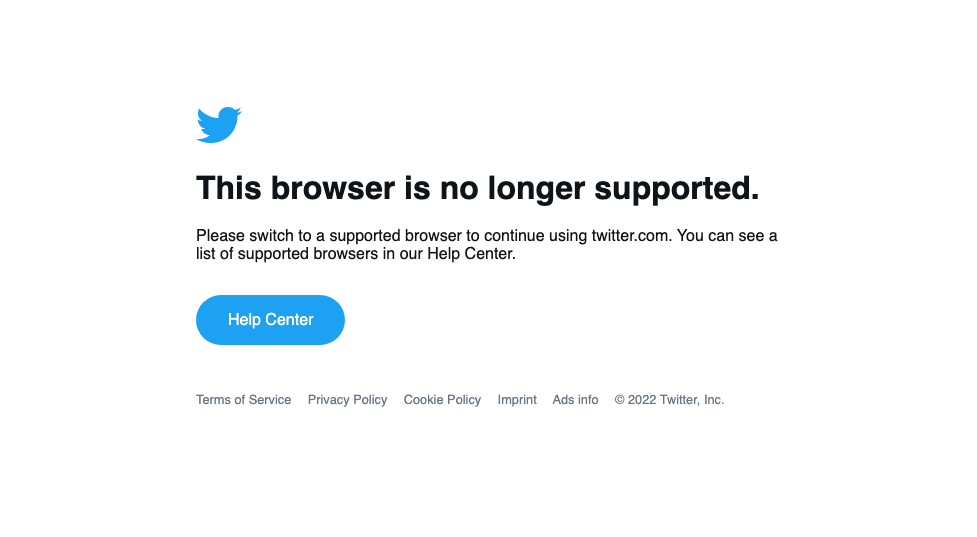 This browser is no longer supported.
Please switch to a supported browser to continue using twitter.com. You can see a
list of supported browsers in our Help Center.
Help Center
Terms of Service Privacy Policy Cookie Policy Imprint Ads info © 2022 Twitter, Inc.